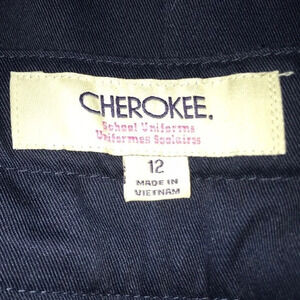 CHEROKEE.
School Uniforms
Uniformes Scolaires
12
MADE IN
VIETNAM